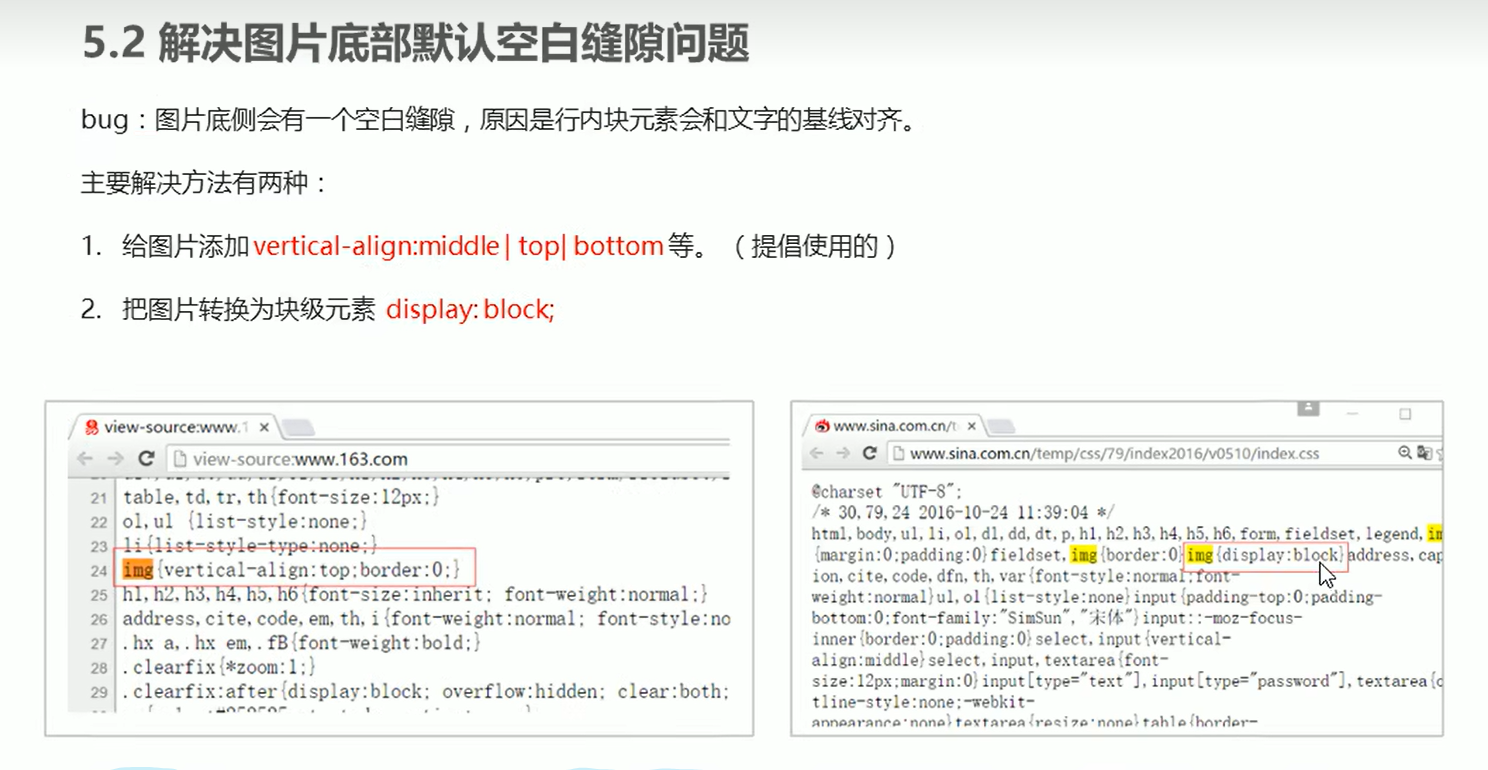 5.2 解决图片底部默认空白缝隙问题
bug：图片底侧会有一个空白缝隙，原因是行内块元素会和文字的基线对齐。
主要解决方法有两种：
1. 给图片添加vertical-align:middle | top| bottom等。 （提倡使用的）
2. 把图片转换为块级元素 display: block;
view-source:www.1
view-source:www.163.com
21 table,td,tr,th{font-size:12px;}
22 ol,ul {list-style:none;}
23 li{list-style-type:none;}
24 img{vertical-align:top;border:0;}
25 h1,h2,h3,h4,h5,h6{font-size:inherit; font-weight:normal;}
26 address,cite,code,em,th,i{font-weight:normal; font-style:no
27 .hx a,.hx em,.fB{font-weight:bold;}
28 .clearfix{*zoom:1;}
29 .clearfix:after{display:block; overflow:hidden; clear:both;
www.sina.com.cn/t
www.sina.com.cn/temp/css/79/index2016/v0510/index.css
@charset "UTF-8";
/* 30,79,24 2016-10-24 11:39:04 */
html,body,ul,li,ol,dl,dd,dt,p,h1,h2,h3,h4,h5,h6,form,fieldset,legend,im
{margin:0;padding:0}fieldset,img{border:0}img{display:block}address,cap
ion,cite,code,dfn,th,var{font-style:normal;font-
weight:normal}ul,ol{list-style:none}input{padding-top:0;padding-
bottom:0;font-family:"SimSun","宋体"}input::-moz-focus-
inner{border:0;padding:0}select,input{vertical-
align:middle}select,input,textarea{font-
size:12px;margin:0}input[type="text"],input[type="password"],textarea{o
tline-style:none;-webkit-
appearance:none}textarea{resize:none}table{border-